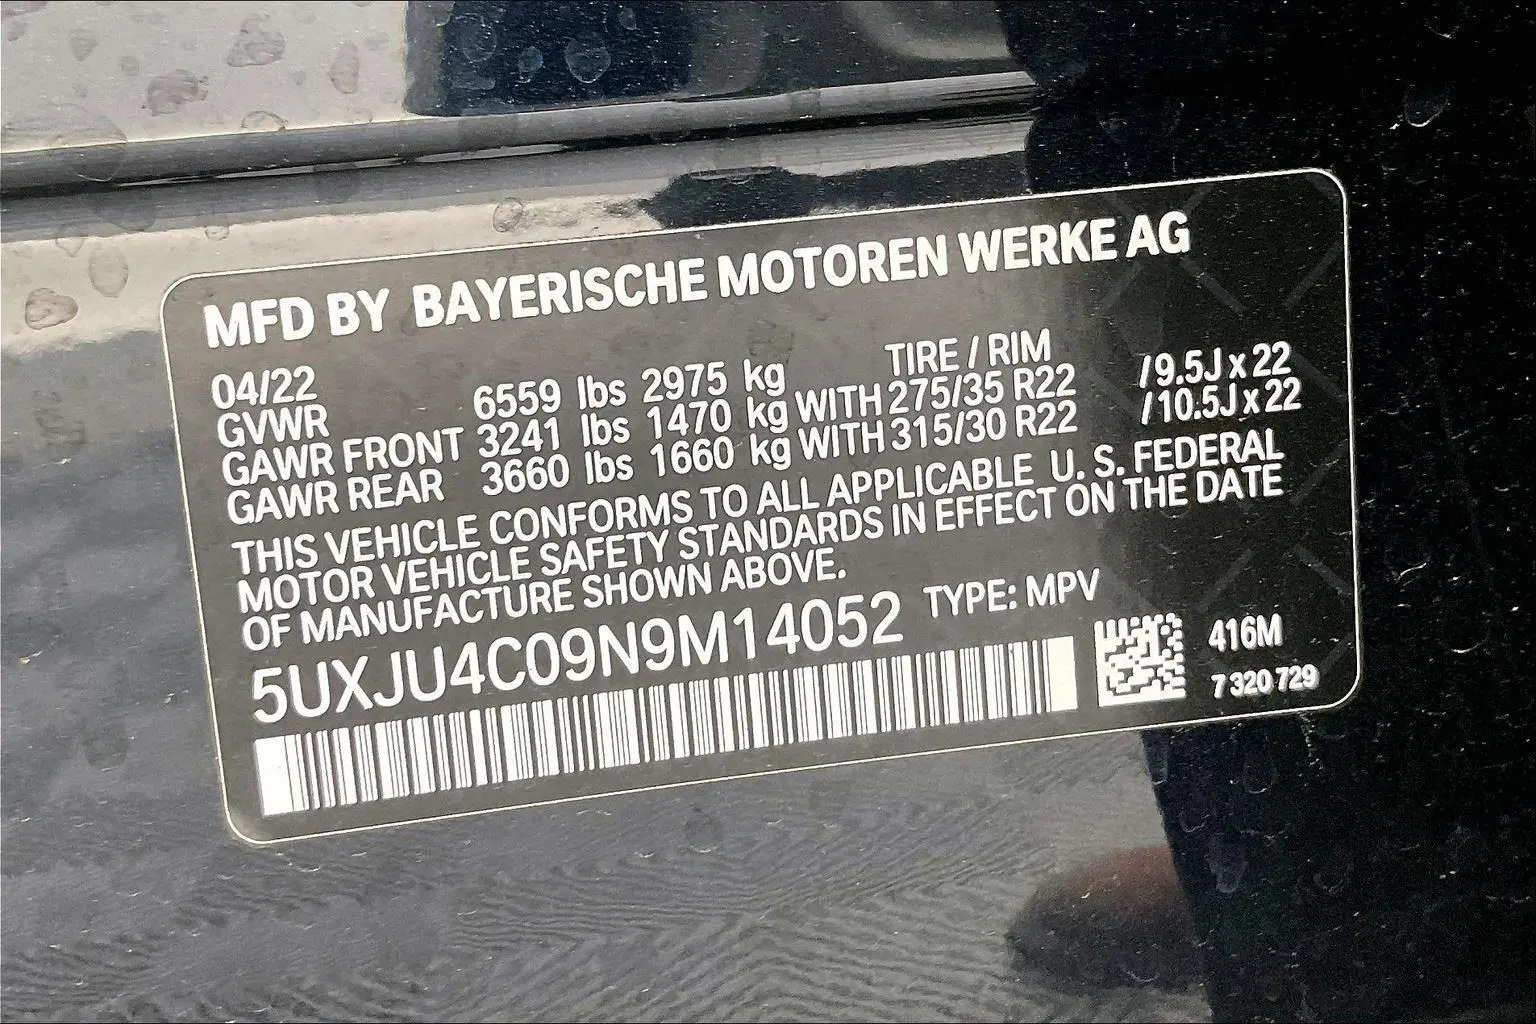 MFD BY BAYERISCHE MOTOREN WERKE AG
04/22 TIRE / RIM
GVWR 6559 lbs 2975 kg
GAWR FRONT 3241 lbs 1470 kg WITH 275/35 R22 / 9.5J x 22
GAWR REAR 3660 lbs 1660 kg WITH 315/30 R22 / 10.5J x 22
THIS VEHICLE CONFORMS TO ALL APPLICABLE U. S. FEDERAL
MOTOR VEHICLE SAFETY STANDARDS IN EFFECT ON THE DATE
OF MANUFACTURE SHOWN ABOVE.
5UXJU4C09N9M14052 TYPE: MPV
416M
7 320 729